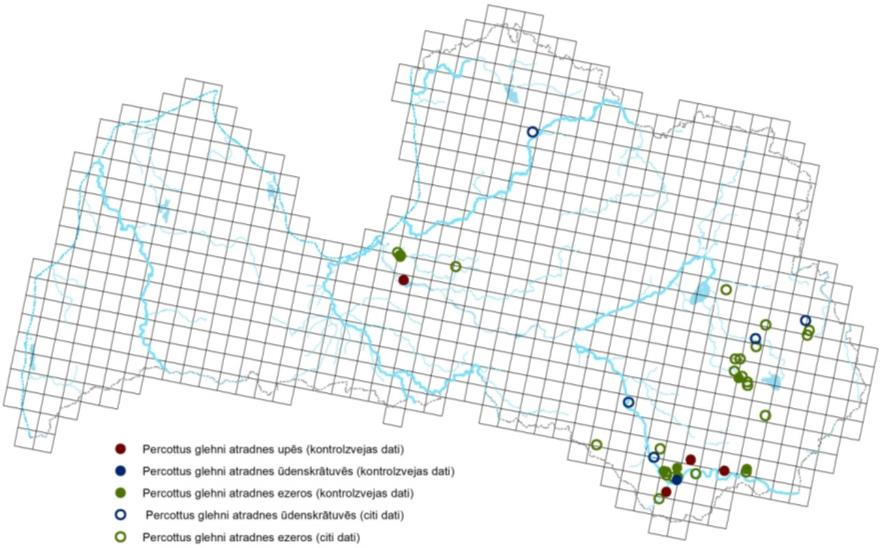 Percottus glehni atradnes upēs (kontrolzvejas dati)
Percottus glehni atradnes ūdenskrātuvēs (kontrolzvejas dati)
Percottus glehni atradnes ezeros (kontrolzvejas dati)
Percottus glehni atradnes ūdenskrātuvēs (citi dati)
Percottus glehni atradnes ezeros (citi dati)